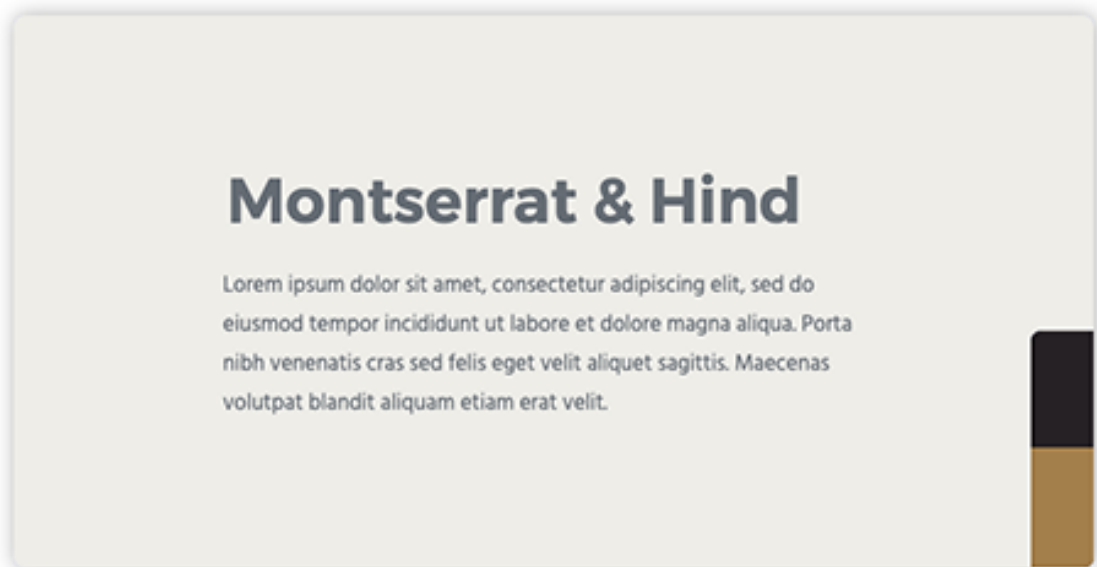 Montserrat & Hind
Lorem ipsum dolor sit amet, consectetur adipiscing elit, sed do
eiusmod tempor incididunt ut labore et dolore magna aliqua. Porta
nibh venenatis cras sed felis eget velit aliquet sagittis. Maecenas
volutpat blandit aliquam etiam erat velit.